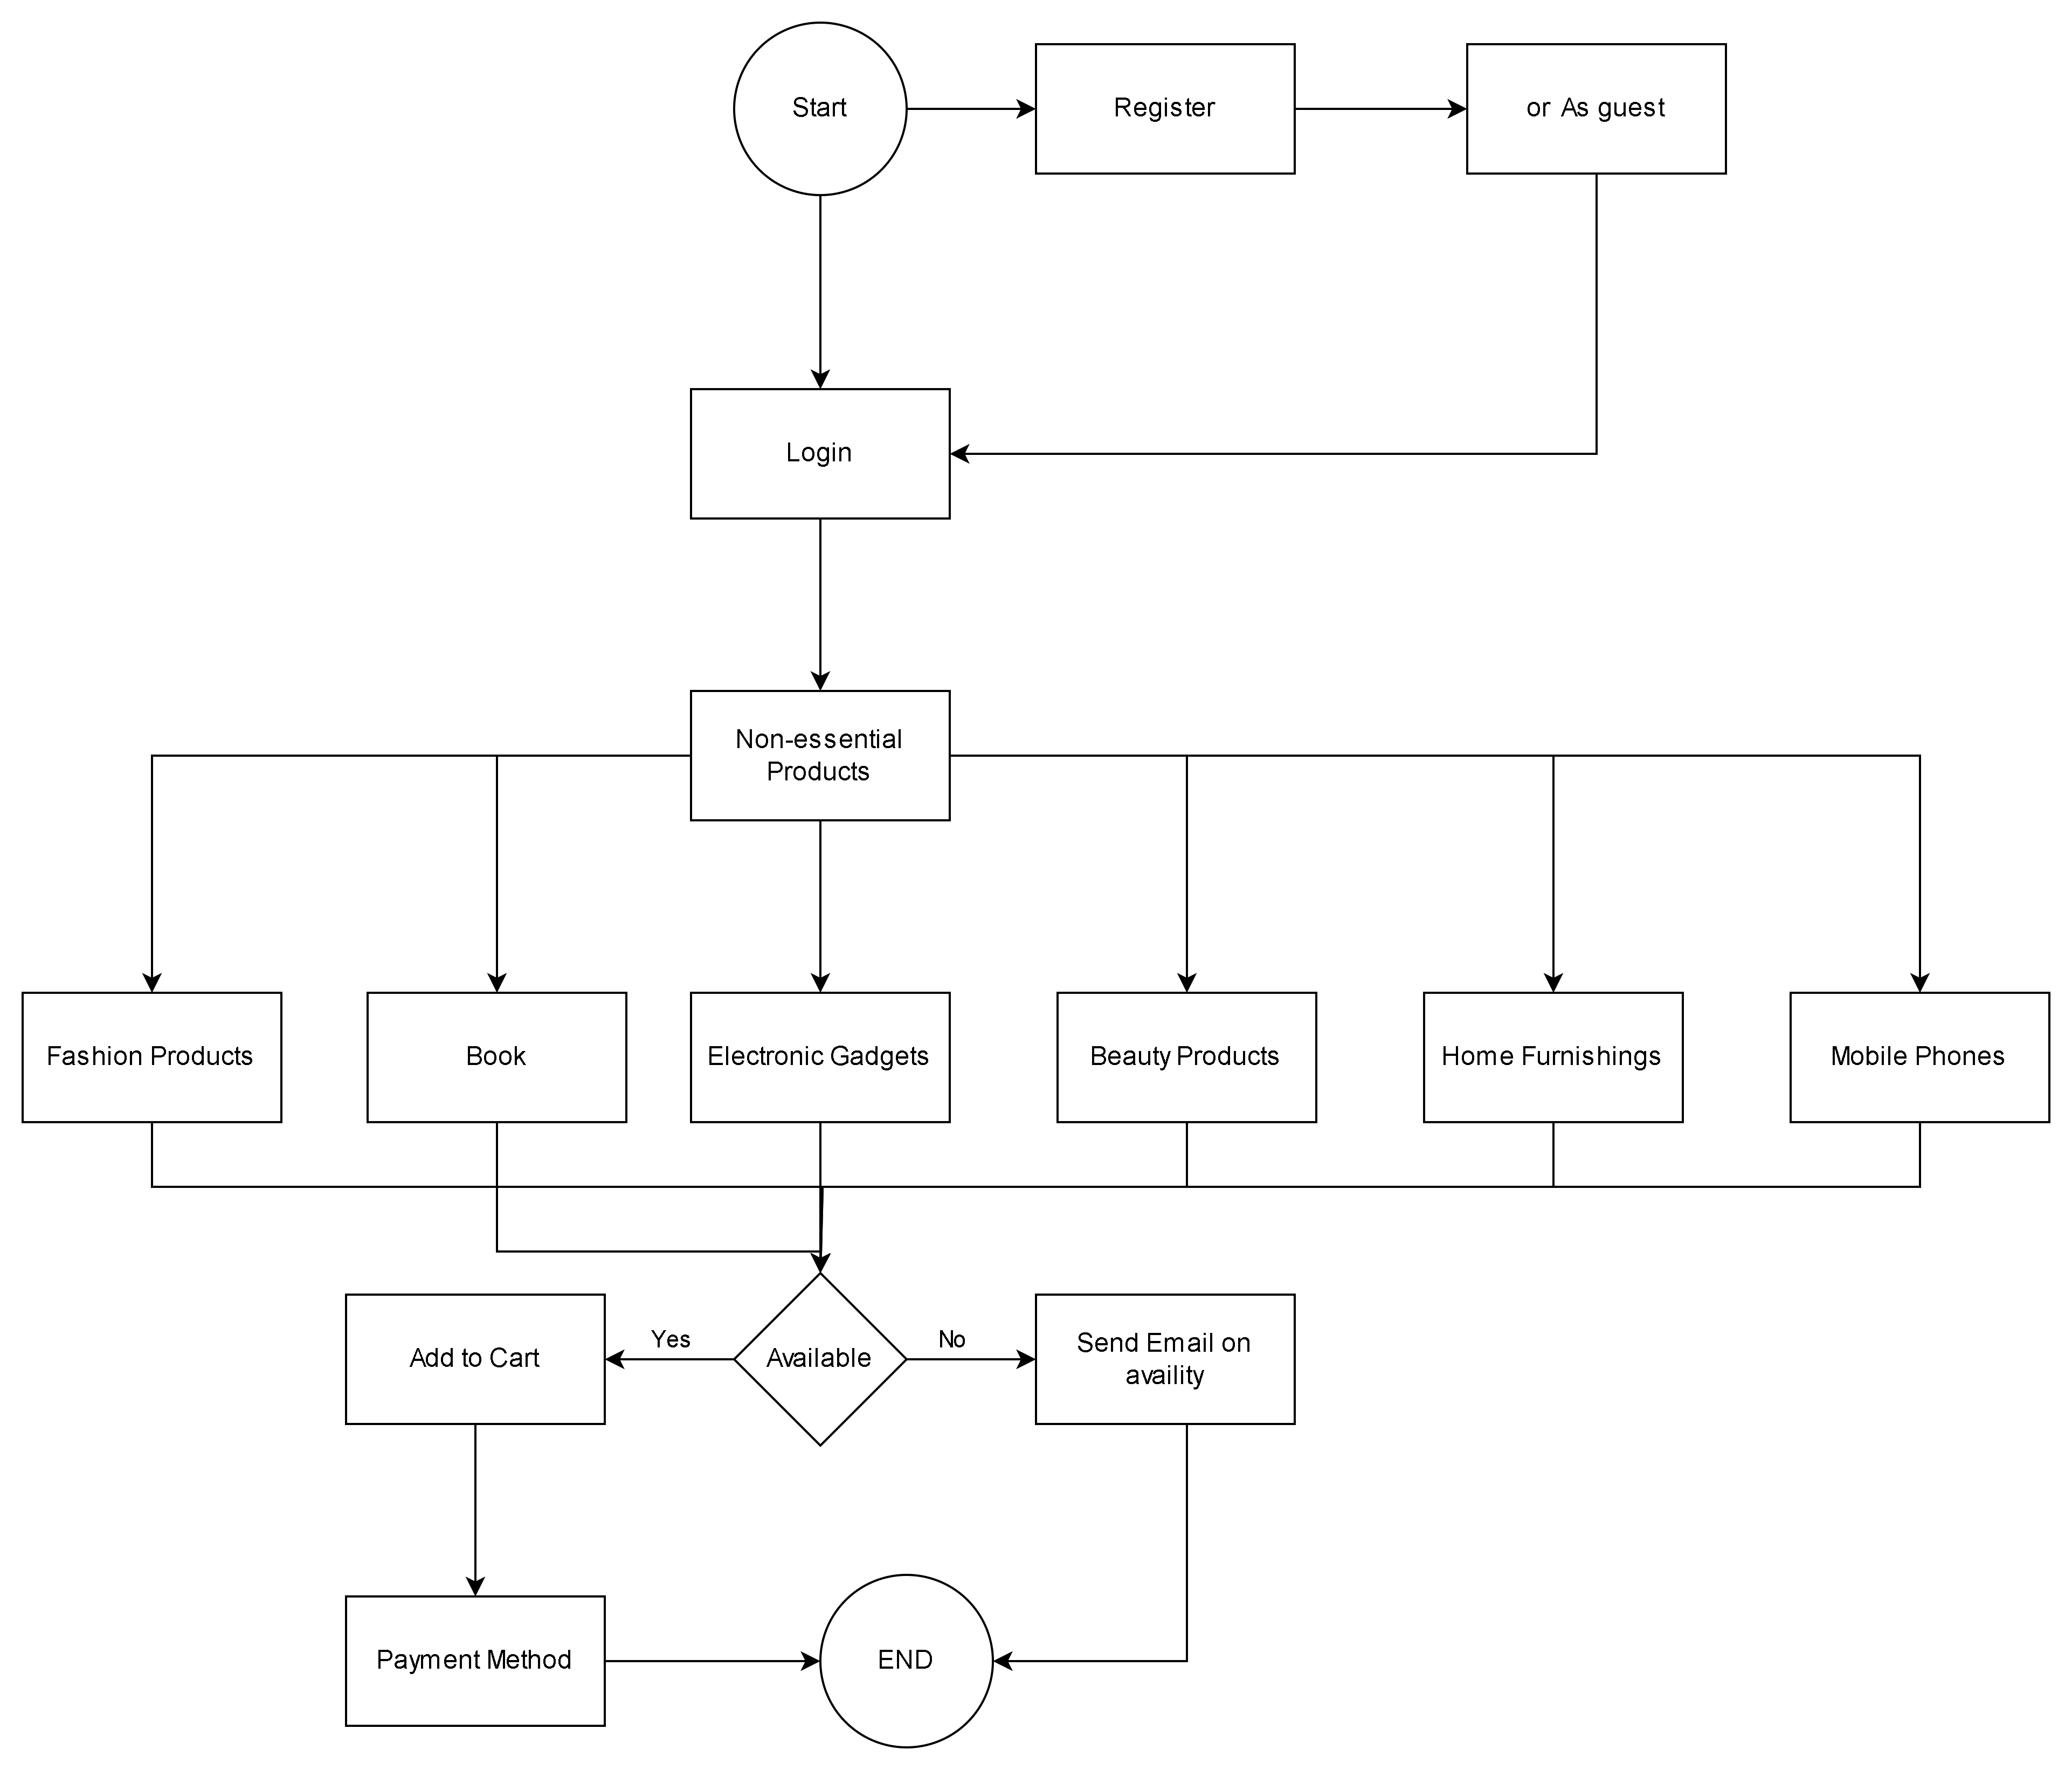 Start
Register
or As guest
Login
Non-essential
Products
Fashion Products
Book
Electronic Gadgets
Beauty Products
Home Furnishings
Mobile Phones
Add to Cart
Yes
Available
No
Send Email on
availity
Payment Method
END